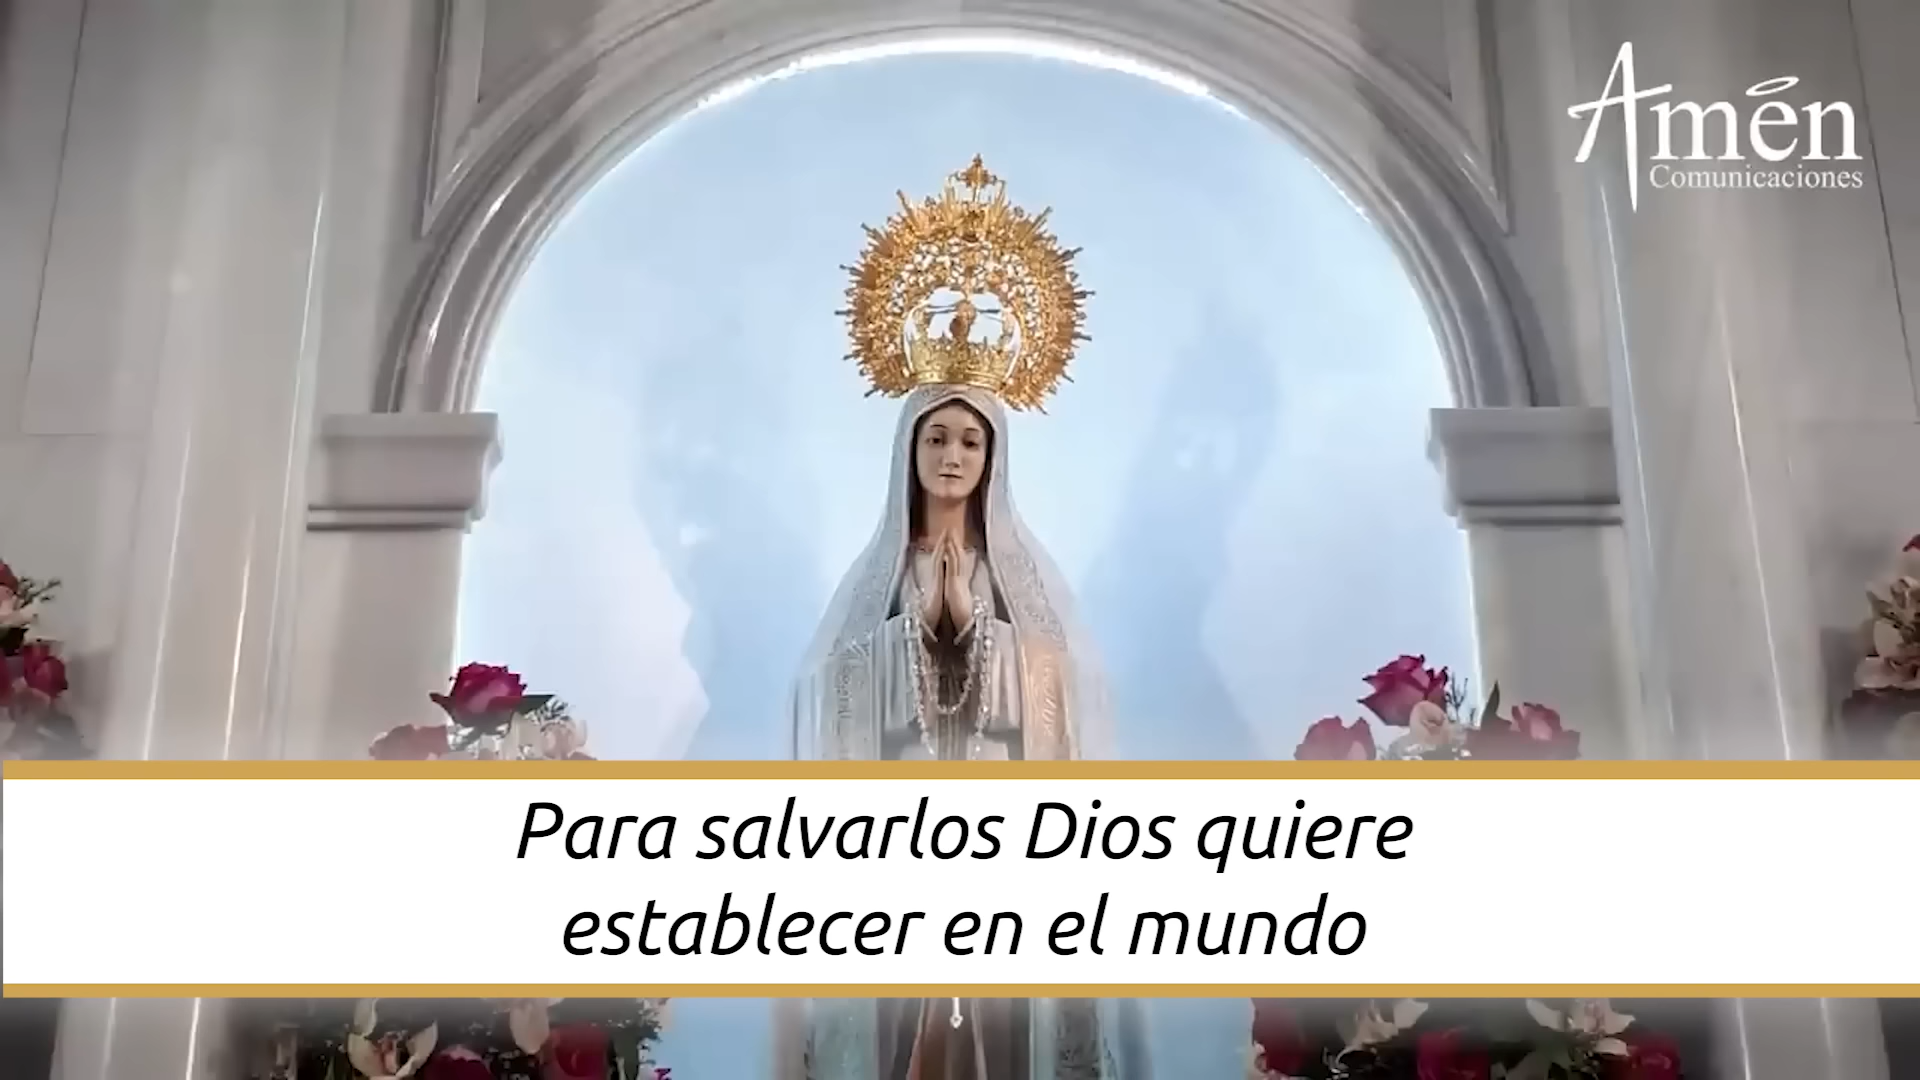 Amén
Comunicaciones
Para salvarlos Dios quiere
establecer en el mundo